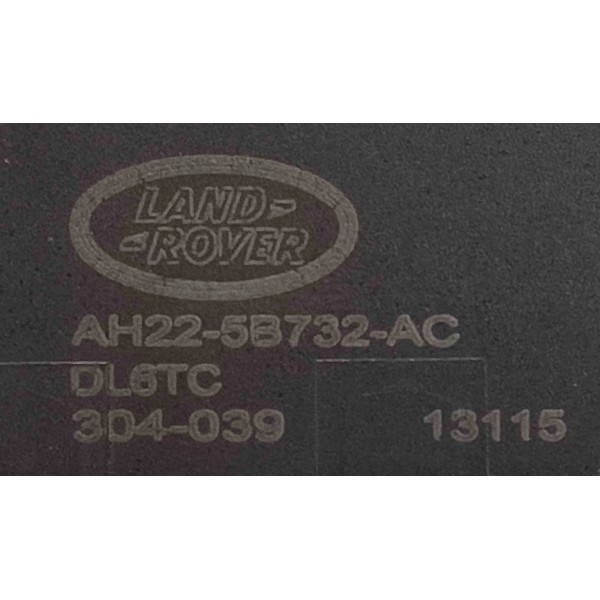 LAND-
-ROVER
AH22-5B732-AC
DL6TC
304-039 13115